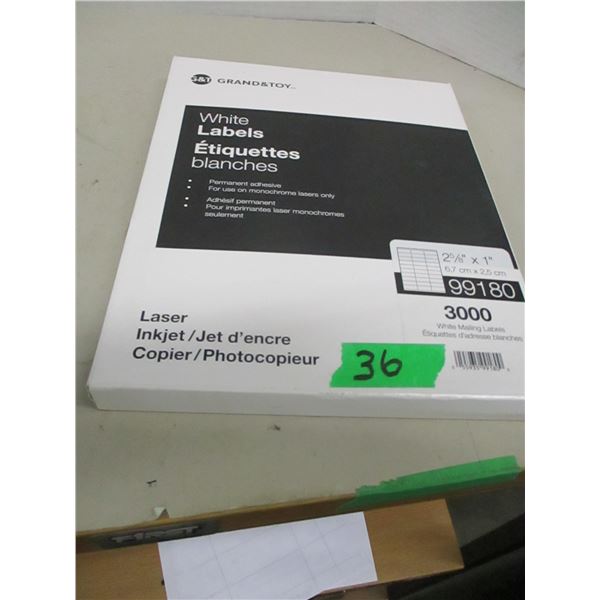 G&T GRAND&TOY
White
Labels
Étiquettes
blanches
• Permanent adhesive
• For use on monochrome lasers only
• Adhésif permanent
• Pour imprimantes laser monochromes
seulement
2⅝" x 1"
6,7 cm x 2,5 cm
99180
3000
White Mailing Labels
Étiquettes d'adresse blanches
Laser
Inkjet/Jet d'encre
Copier/Photocopieur
36